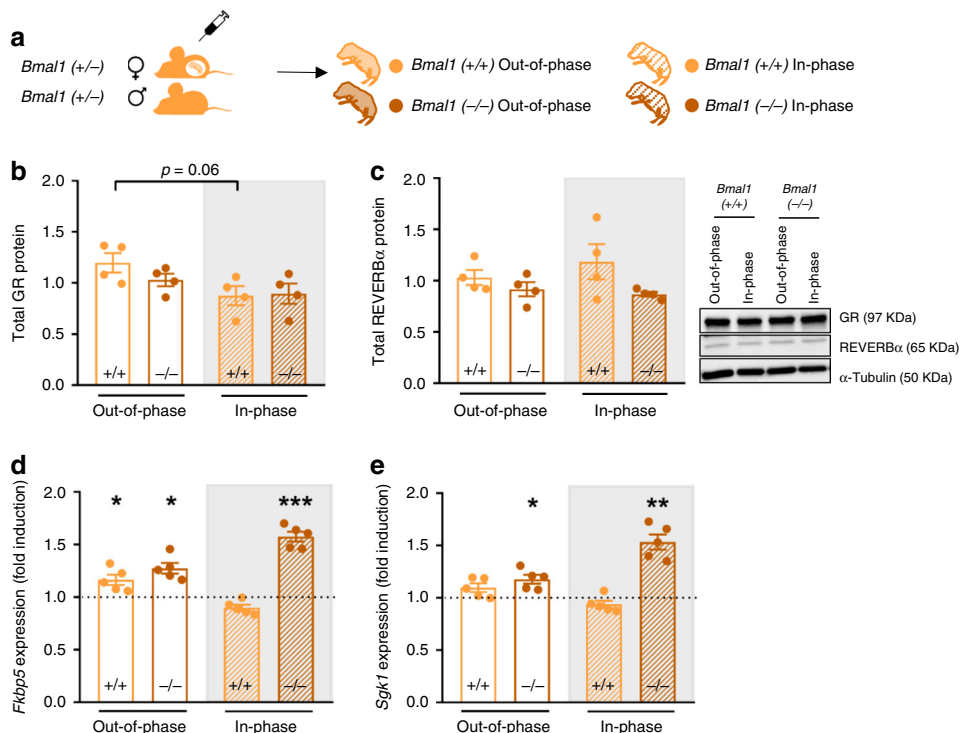 a
Bmal1 (+/–) ♀
Bmal1 (+/–) ♂
Bmal1 (+/+) Out-of-phase
Bmal1 (–/–) Out-of-phase
Bmal1 (+/+) In-phase
Bmal1 (–/–) In-phase
b
Total GR protein
2.0
1.5
1.0
0.5
0.0
p = 0.06
+/+
–/–
+/+
–/–
Out-of-phase
In-phase
c
Total REVERBα protein
2.0
1.5
1.0
0.5
0.0
+/+
–/–
+/+
–/–
Out-of-phase
In-phase
Bmal1
(+/+)
Bmal1
(–/–)
Out-of-phase
In-phase
Out-of-phase
In-phase
GR (97 KDa)
REVERBα (65 KDa)
α-Tubulin (50 KDa)
d
Fkbp5 expression (fold induction)
2.0
1.5
1.0
0.5
0.0
*
*
***
+/+
–/–
+/+
–/–
Out-of-phase
In-phase
e
Sgk1 expression (fold induction)
2.0
1.5
1.0
0.5
0.0
*
**
+/+
–/–
+/+
–/–
Out-of-phase
In-phase